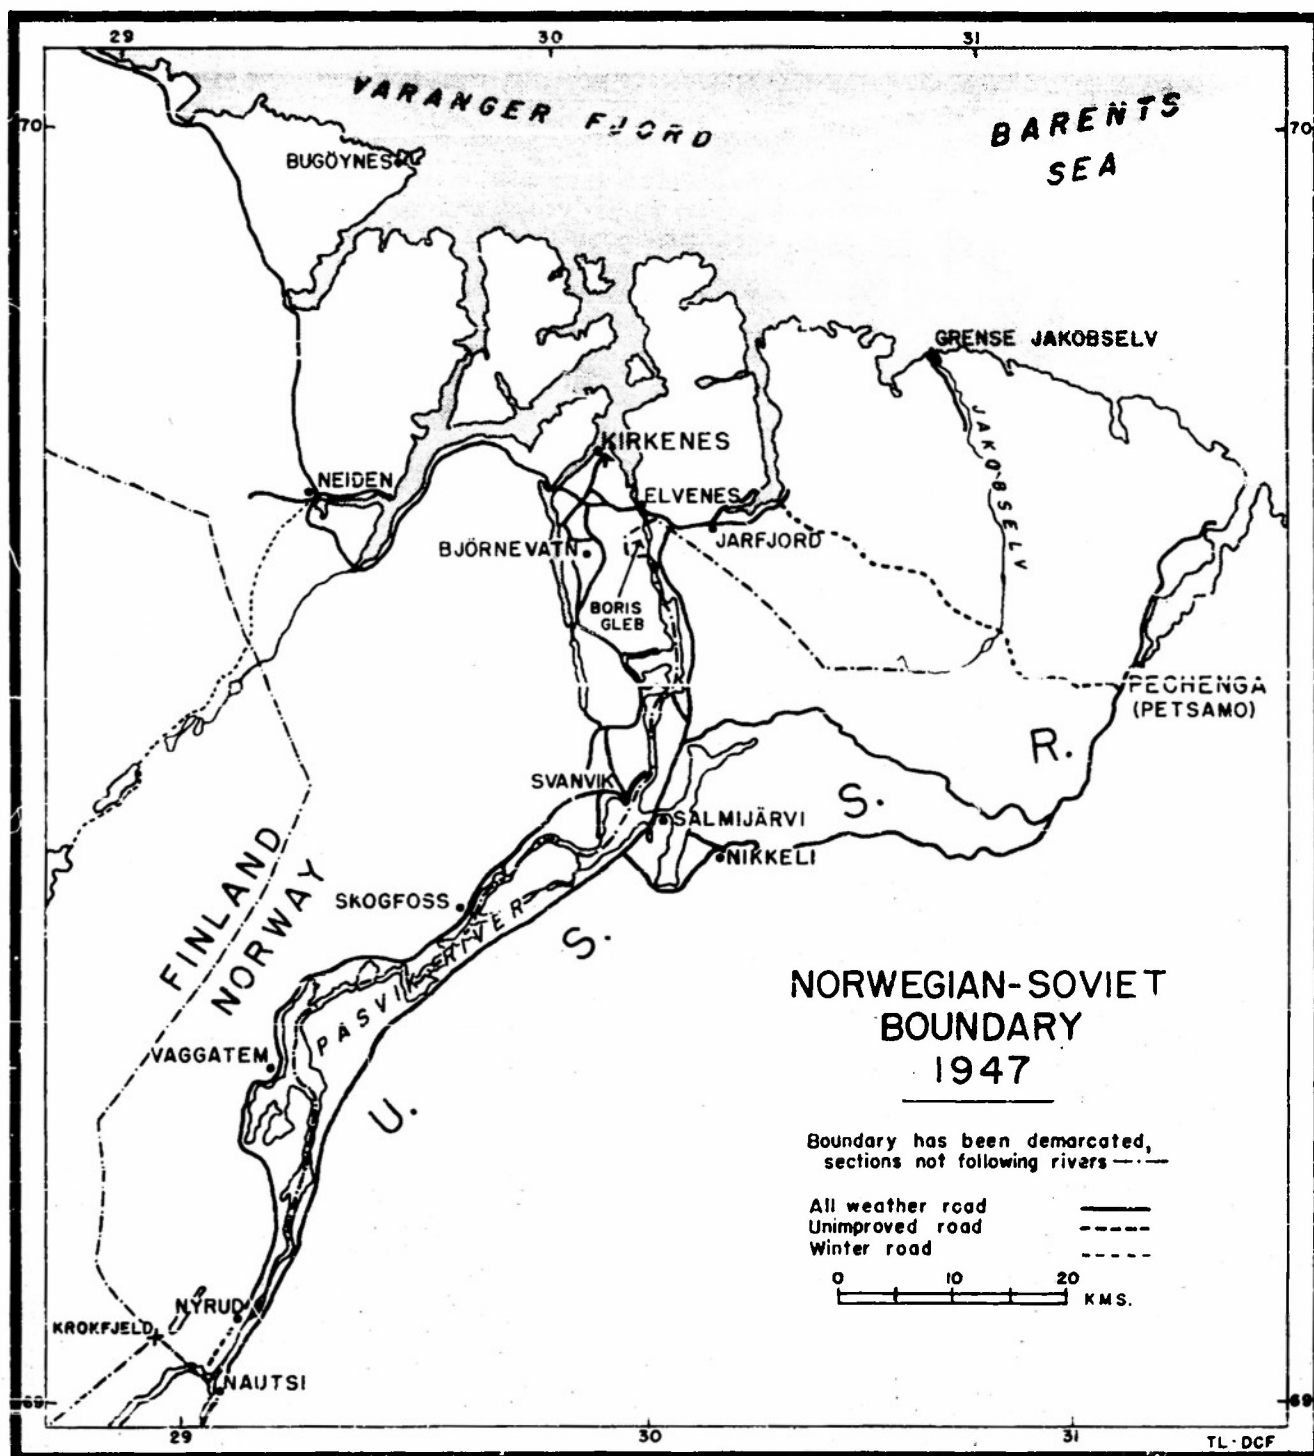 29 30 31
VARANGER FJORD
BARENTS
SEA
70 70
BUGÖYNES
GRENSE JAKOBSELV
JAKOBSELV
KIRKENES
NEIDEN
ELVENES
JARFJORD
BJÖRNEVATN
BORIS
GLEB
PECHENGA
(PETSAMO)
SVANVIK
SALMIJÄRVI
NIKKELI
SKOGFOSS
FINLAND
NORWAY
PASVIK RIVER
U. S. S. R.
VAGGATEM
NORWEGIAN-SOVIET
BOUNDARY
1947
Boundary has been demarcated,
sections not following rivers
All weather road
Unimproved road
Winter road
0 10 20
KMS.
NYRUD
KROKFJELD
NAUTSI
69 69
29 30 31
TL-DCF